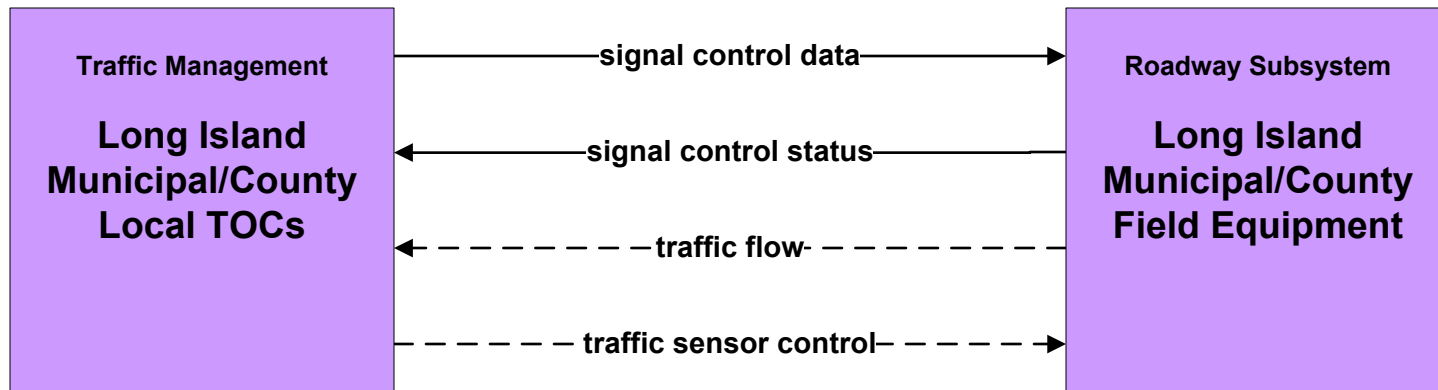 Traffic Management
Long Island
Municipal/County
Local TOCs
signal control data
signal control status
traffic flow
traffic sensor control
Roadway Subsystem
Long Island
Municipal/County
Field Equipment